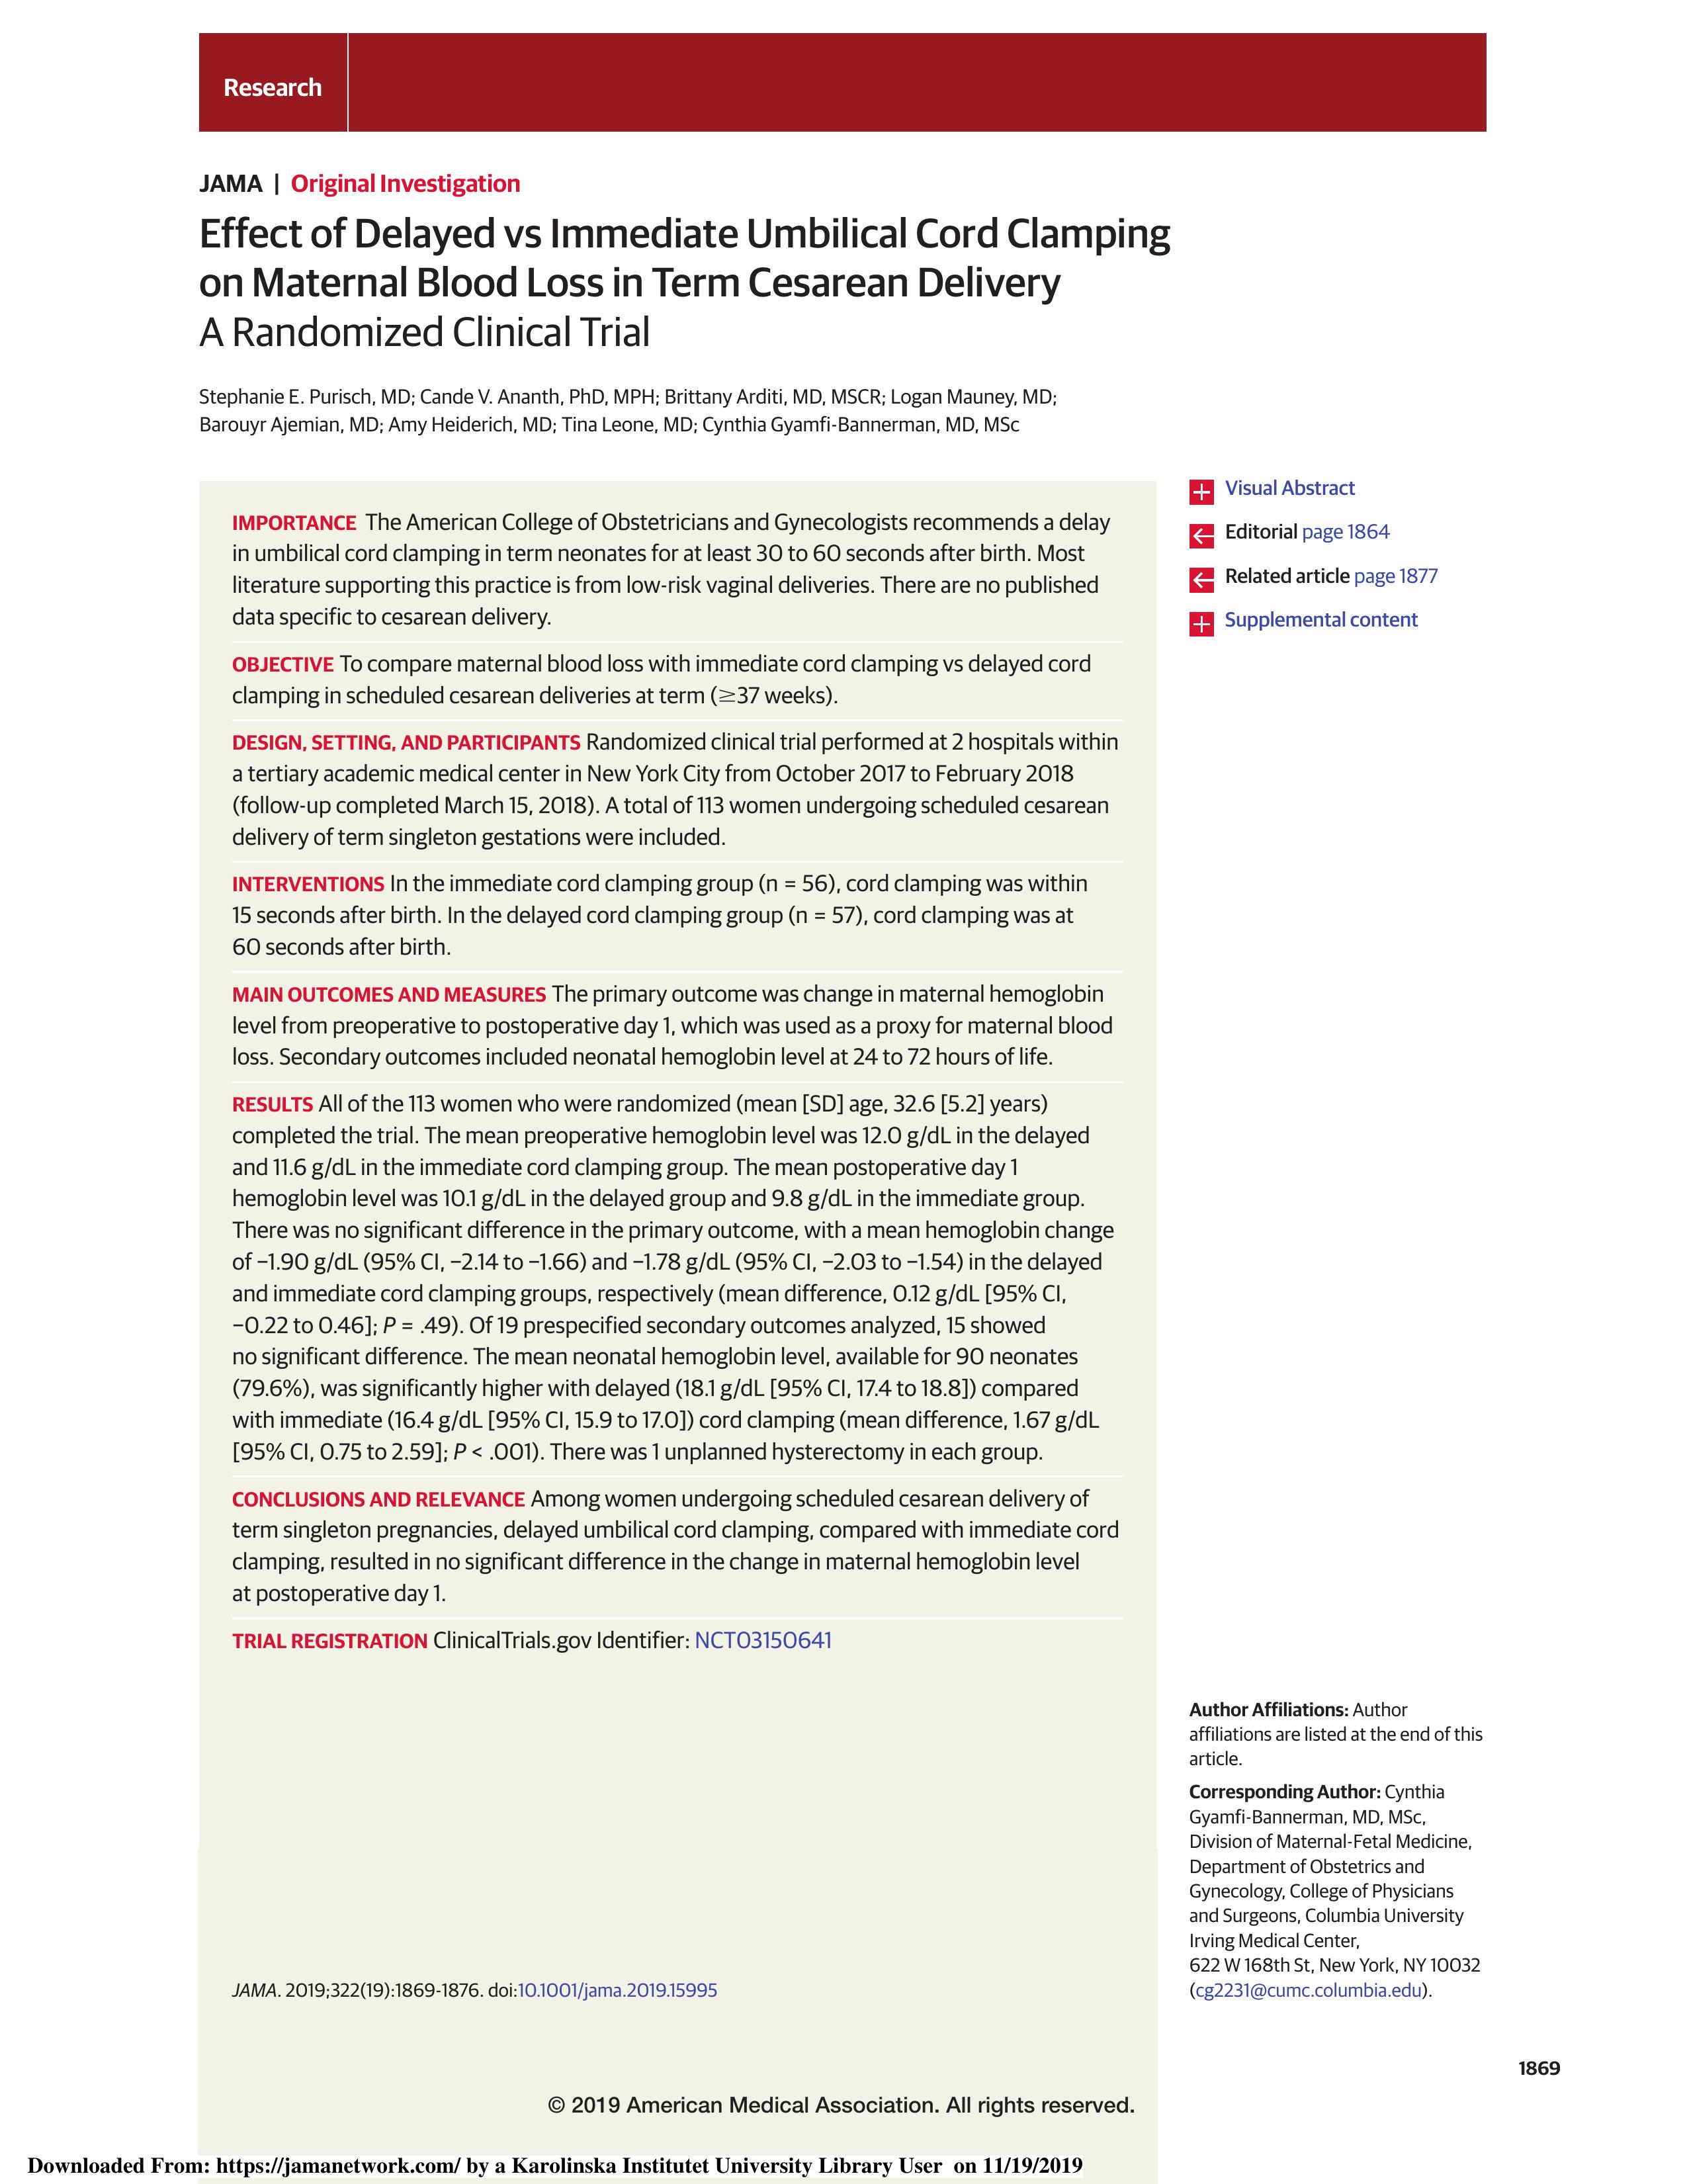 Research
JAMA | Original Investigation
Effect of Delayed vs Immediate Umbilical Cord Clamping
on Maternal Blood Loss in Term Cesarean Delivery
A Randomized Clinical Trial
Stephanie E. Purisch, MD; Cande V. Ananth, PhD, MPH; Brittany Arditi, MD, MSCR; Logan Mauney, MD;
Barouyr Ajemian, MD; Amy Heiderich, MD; Tina Leone, MD; Cynthia Gyamfi-Bannerman, MD, MSc
IMPORTANCE The American College of Obstetricians and Gynecologists recommends a delay
in umbilical cord clamping in term neonates for at least 30 to 60 seconds after birth. Most
literature supporting this practice is from low-risk vaginal deliveries. There are no published
data specific to cesarean delivery.
OBJECTIVE To compare maternal blood loss with immediate cord clamping vs delayed cord
clamping in scheduled cesarean deliveries at term (≥37 weeks).
DESIGN, SETTING, AND PARTICIPANTS Randomized clinical trial performed at 2 hospitals within
a tertiary academic medical center in New York City from October 2017 to February 2018
(follow-up completed March 15, 2018). A total of 113 women undergoing scheduled cesarean
delivery of term singleton gestations were included.
INTERVENTIONS In the immediate cord clamping group (n = 56), cord clamping was within
15 seconds after birth. In the delayed cord clamping group (n = 57), cord clamping was at
60 seconds after birth.
MAIN OUTCOMES AND MEASURES The primary outcome was change in maternal hemoglobin
level from preoperative to postoperative day 1, which was used as a proxy for maternal blood
loss. Secondary outcomes included neonatal hemoglobin level at 24 to 72 hours of life.
RESULTS All of the 113 women who were randomized (mean [SD] age, 32.6 [5.2] years)
completed the trial. The mean preoperative hemoglobin level was 12.0 g/dL in the delayed
and 11.6 g/dL in the immediate cord clamping group. The mean postoperative day 1
hemoglobin level was 10.1 g/dL in the delayed group and 9.8 g/dL in the immediate group.
There was no significant difference in the primary outcome, with a mean hemoglobin change
of −1.90 g/dL (95% CI, −2.14 to −1.66) and −1.78 g/dL (95% CI, −2.03 to −1.54) in the delayed
and immediate cord clamping groups, respectively (mean difference, 0.12 g/dL [95% CI,
−0.22 to 0.46]; P = .49). Of 19 prespecified secondary outcomes analyzed, 15 showed
no significant difference. The mean neonatal hemoglobin level, available for 90 neonates
(79.6%), was significantly higher with delayed (18.1 g/dL [95% CI, 17.4 to 18.8]) compared
with immediate (16.4 g/dL [95% CI, 15.9 to 17.0]) cord clamping (mean difference, 1.67 g/dL
[95% CI, 0.75 to 2.59]; P < .001). There was 1 unplanned hysterectomy in each group.
CONCLUSIONS AND RELEVANCE Among women undergoing scheduled cesarean delivery of
term singleton pregnancies, delayed umbilical cord clamping, compared with immediate cord
clamping, resulted in no significant difference in the change in maternal hemoglobin level
at postoperative day 1.
TRIAL REGISTRATION ClinicalTrials.gov Identifier: NCT03150641
JAMA. 2019;322(19):1869-1876. doi:10.1001/jama.2019.15995
Visual Abstract
Editorial page 1864
Related article page 1877
Supplemental content
Author Affiliations: Author
affiliations are listed at the end of this
article.
Corresponding Author: Cynthia
Gyamfi-Bannerman, MD, MSc,
Division of Maternal-Fetal Medicine,
Department of Obstetrics and
Gynecology, College of Physicians
and Surgeons, Columbia University
Irving Medical Center,
622 W 168th St, New York, NY 10032
(cg2231@cumc.columbia.edu).
1869
© 2019 American Medical Association. All rights reserved.
Downloaded From: https://jamanetwork.com/ by a Karolinska Institutet University Library User on 11/19/2019